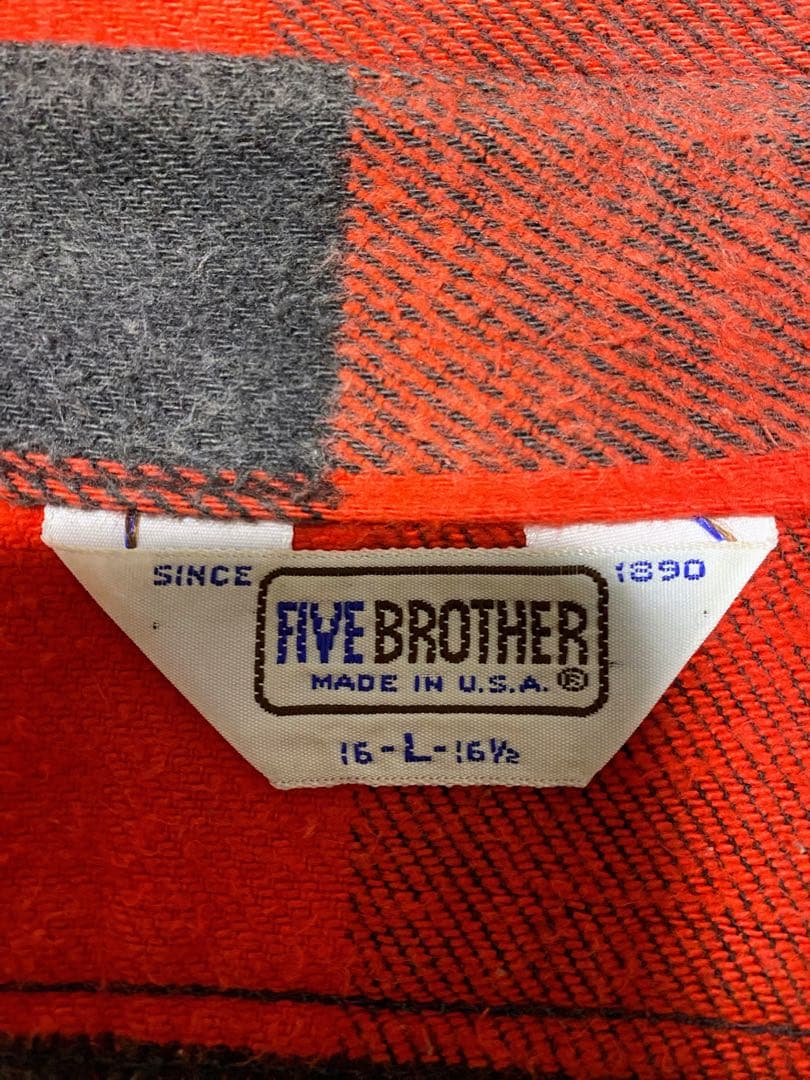 SINCE 1890
FIVE BROTHER
MADE IN U.S.A. ®
16-L-16½